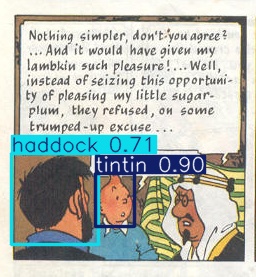 Nothing simpler, don't you agree?
... And it would have given my
lambkin such pleasure!... Well,
instead of seizing this opportuni-
ty of pleasing my little sugar-
plum, they refused, on some
trumped-up excuse ...
haddock 0.71
tintin 0.90